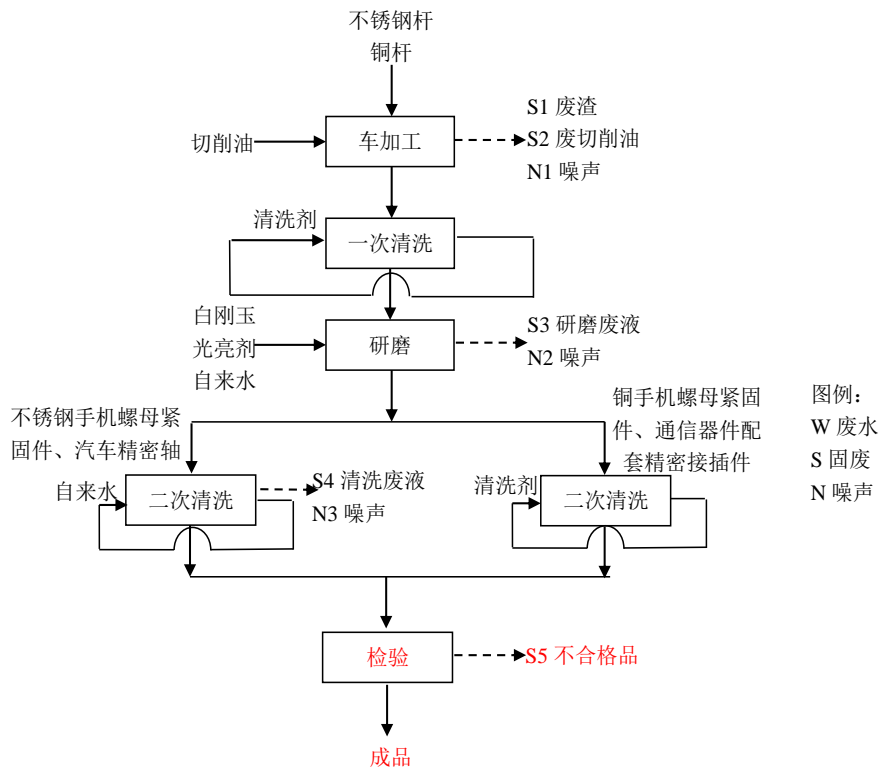 不锈钢杆
铜杆
切削油
车加工
S1 废渣
S2 废切削油
N1 噪声
清洗剂
一次清洗
白刚玉
光亮剂
自来水
研磨
S3 研磨废液
N2 噪声
不锈钢手机螺母紧
固件、汽车精密轴
铜手机螺母紧固
件、通信器件配
套精密接插件
图例：
W 废水
S 固废
N 噪声
自来水
二次清洗
S4 清洗废液
N3 噪声
清洗剂
二次清洗
检验
S5 不合格品
成品